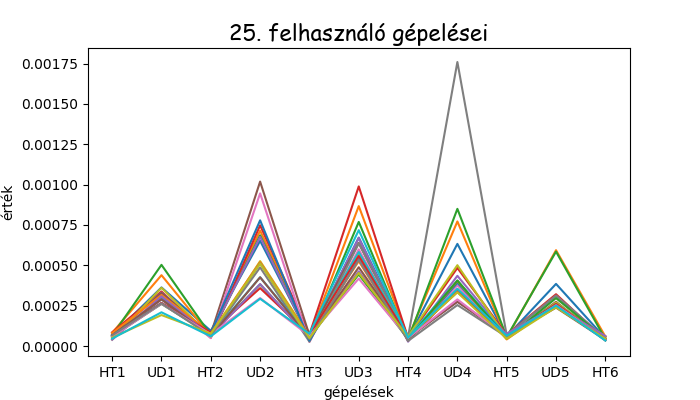 25. felhasználó gépelései
0.00175
0.00150
0.00125
0.00100
0.00075
0.00050
0.00025
0.00000
érték
HT1 UD1 HT2 UD2 HT3 UD3 HT4 UD4 HT5 UD5 HT6
gépelések